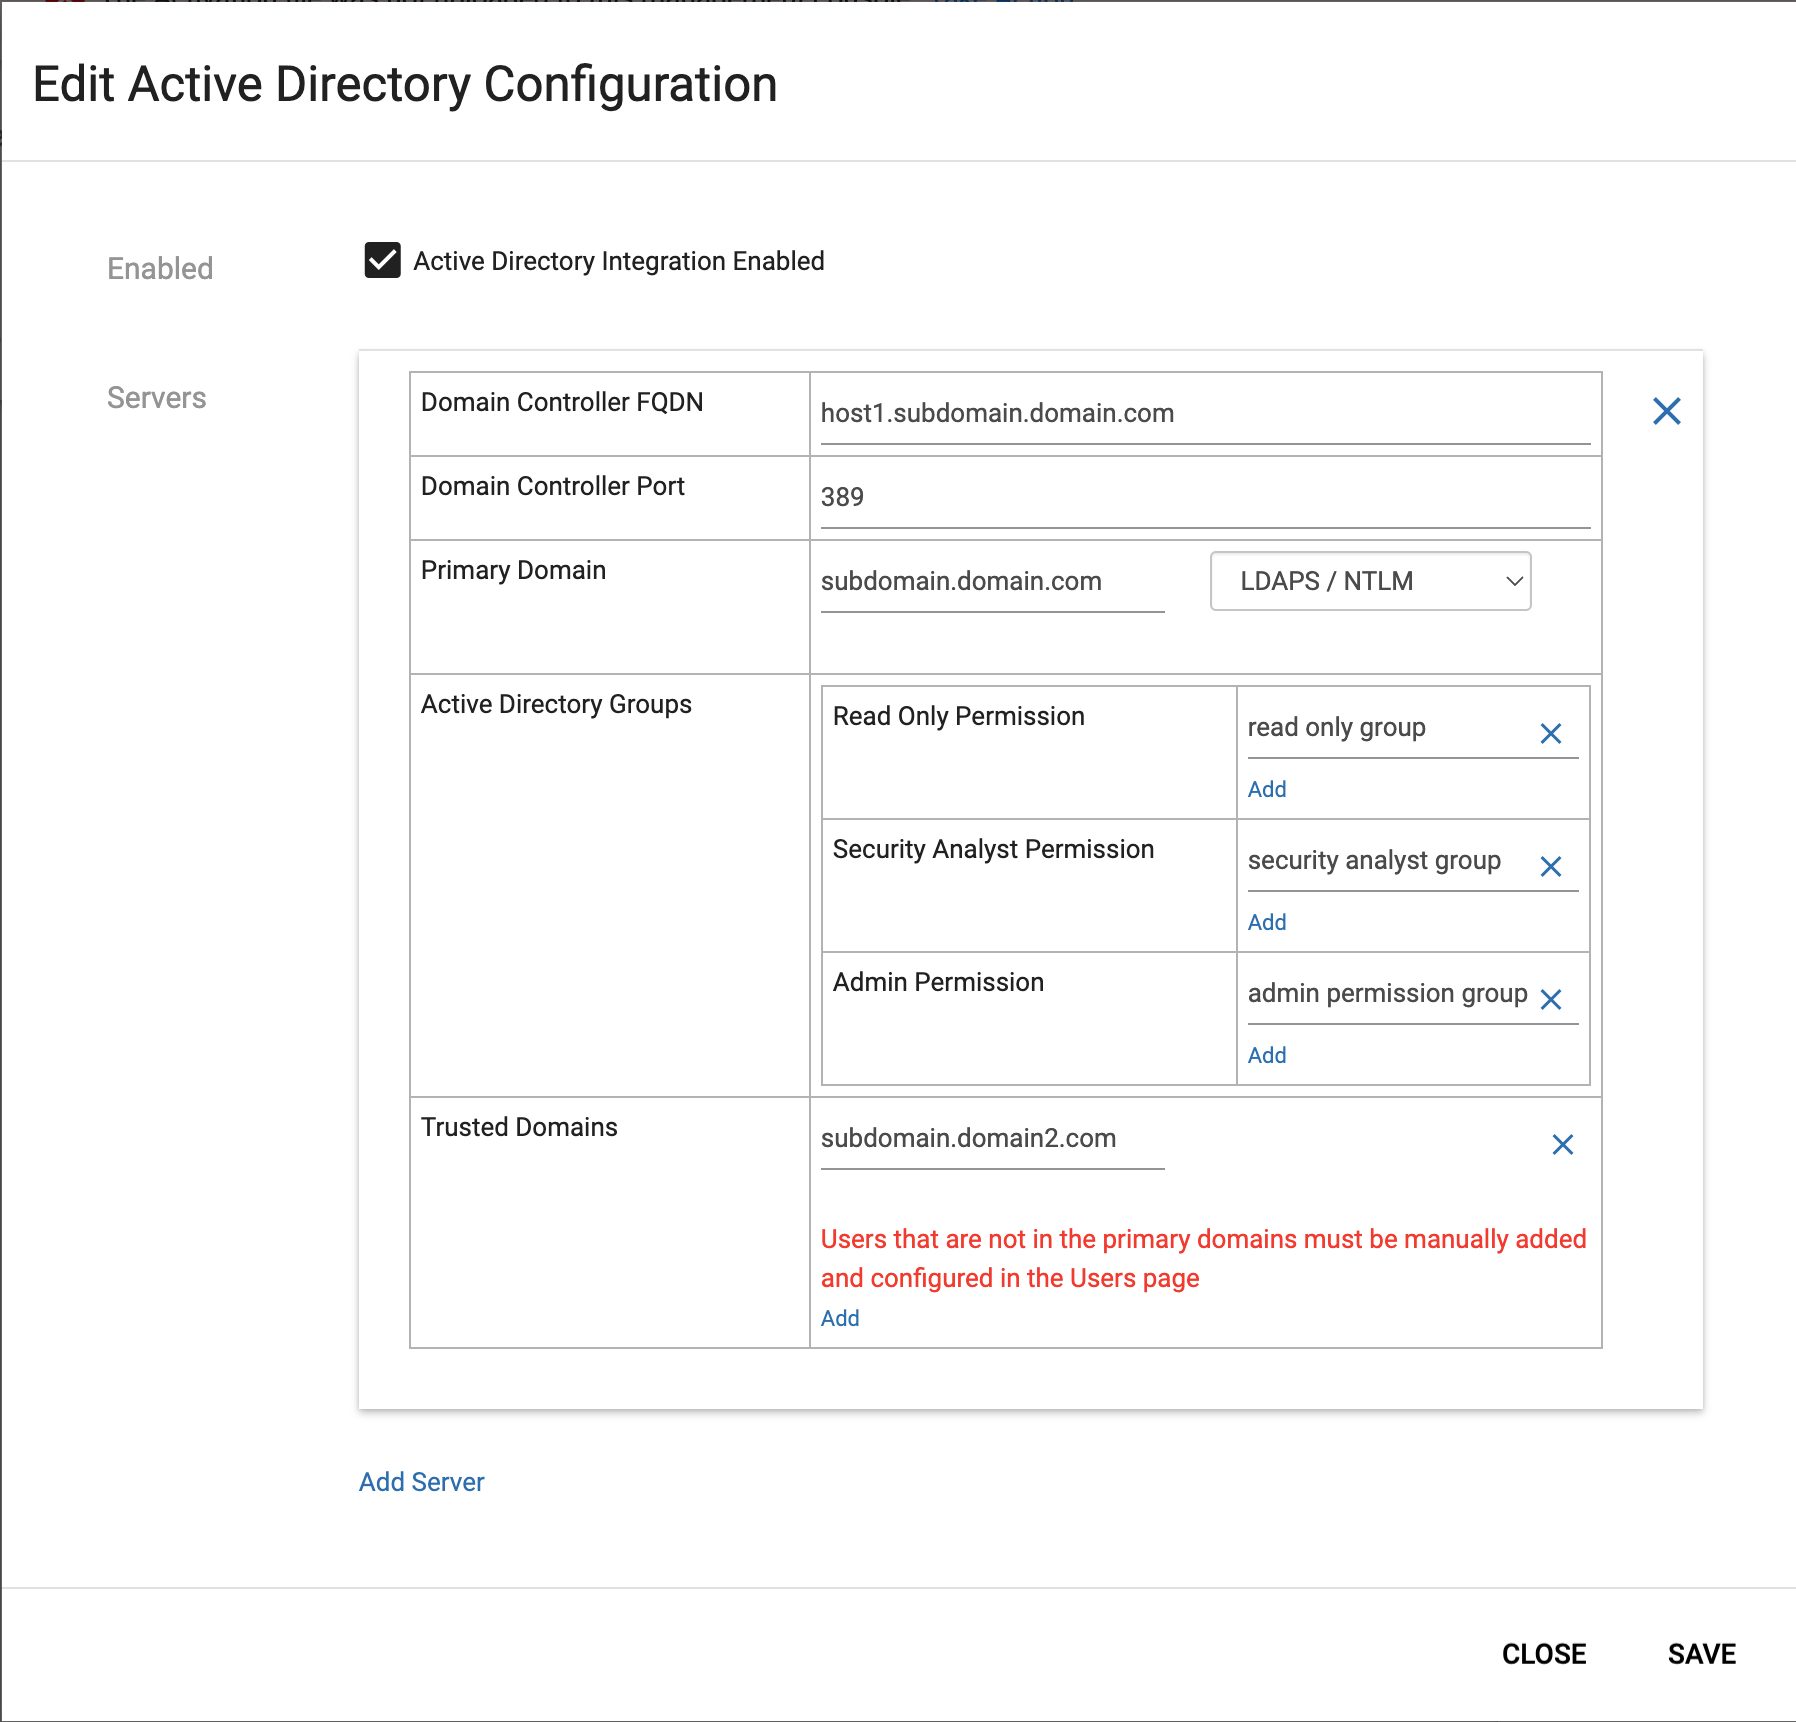 Edit Active Directory Configuration
Enabled
Active Directory Integration Enabled
Servers
Domain Controller FQDN
host1.subdomain.domain.com
Domain Controller Port
389
Primary Domain
subdomain.domain.com
LDAPS / NTLM
Active Directory Groups
Read Only Permission
read only group
Add
Security Analyst Permission
security analyst group
Add
Admin Permission
admin permission group
Add
Trusted Domains
subdomain.domain2.com
Users that are not in the primary domains must be manually added
and configured in the Users page
Add
Add Server
CLOSE
SAVE